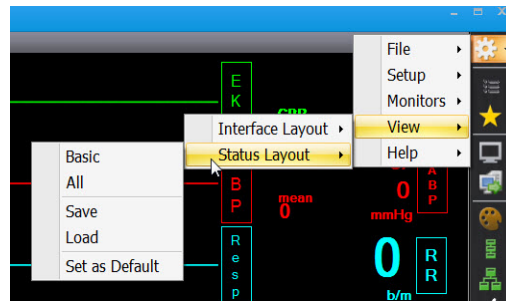 File
Setup
Monitors
View
Help
Interface Layout
Status Layout
Basic
All
Save
Load
Set as Default
E
K
B
P
mean
0
0
mmHg
A
B
P
R
e
s
p
0
b/m
R
R